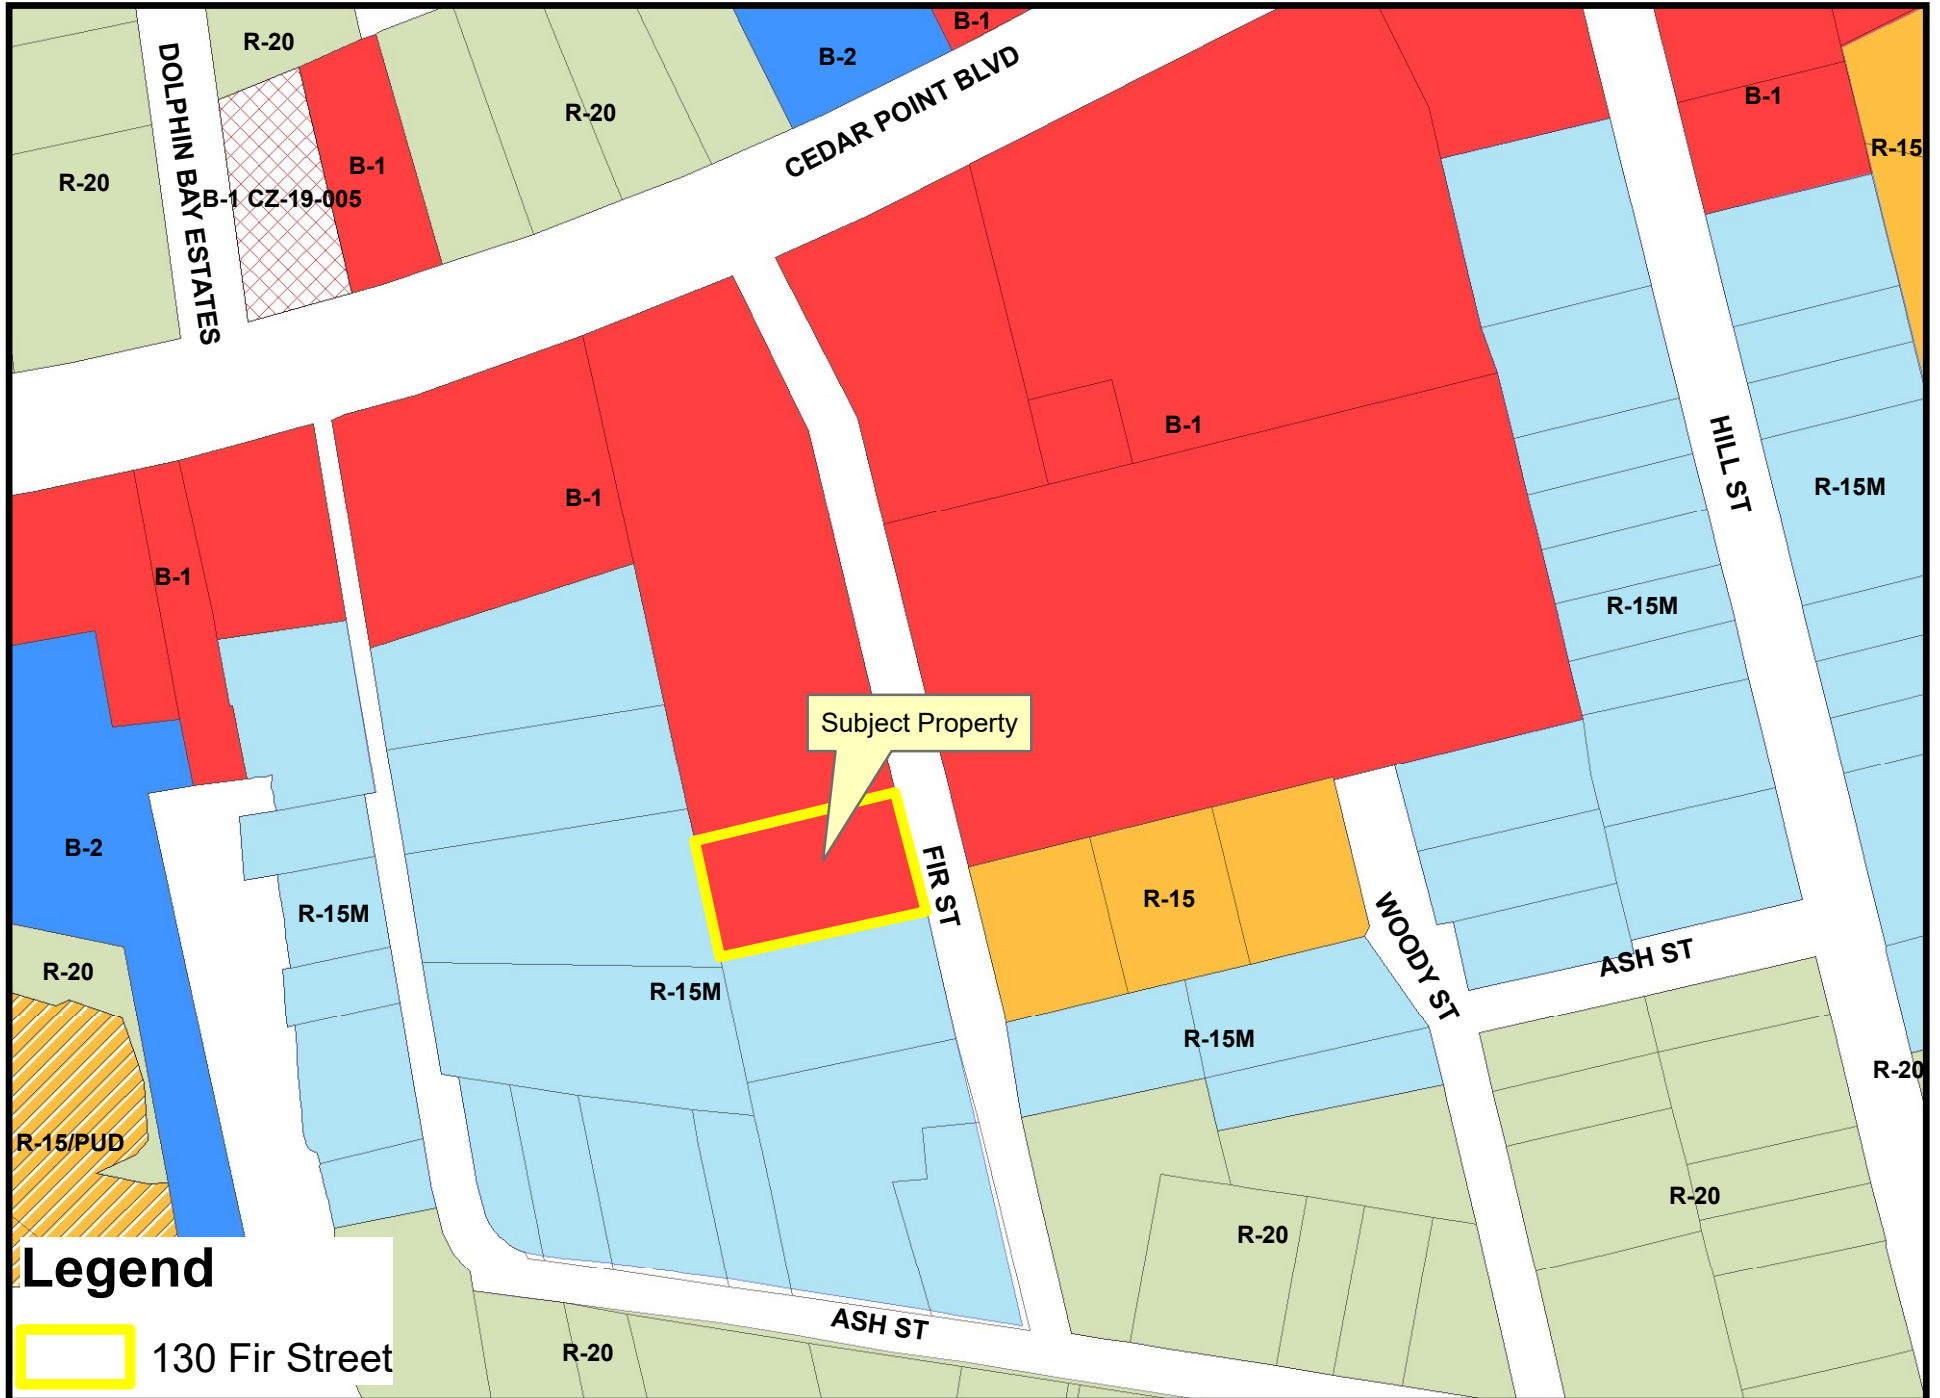 B-1
R-20
B-2
DOLPHIN BAY ESTATES
CEDAR POINT BLVD
B-1
R-20
R-15
B-1
R-20
B-1 CZ-19-005
B-1
HILL ST
R-15M
B-1
B-1
R-15M
Subject Property
B-2
FIR ST
R-15
R-15M
WOODY ST
ASH ST
R-20
R-15M
R-15M
R-20
R-15/PUD
R-20
R-20
Legend
ASH ST
130 Fir Street
R-20